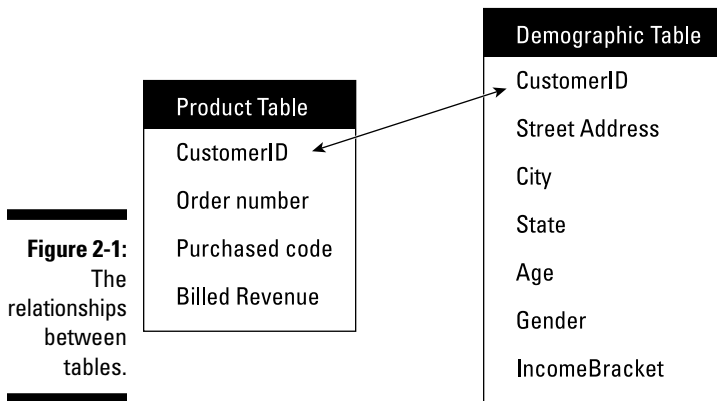 Product Table
CustomerID
Order number
Purchased code
Billed Revenue
Demographic Table
CustomerID
Street Address
City
State
Age
Gender
IncomeBracket
Figure 2-1:
The
relationships
between
tables.